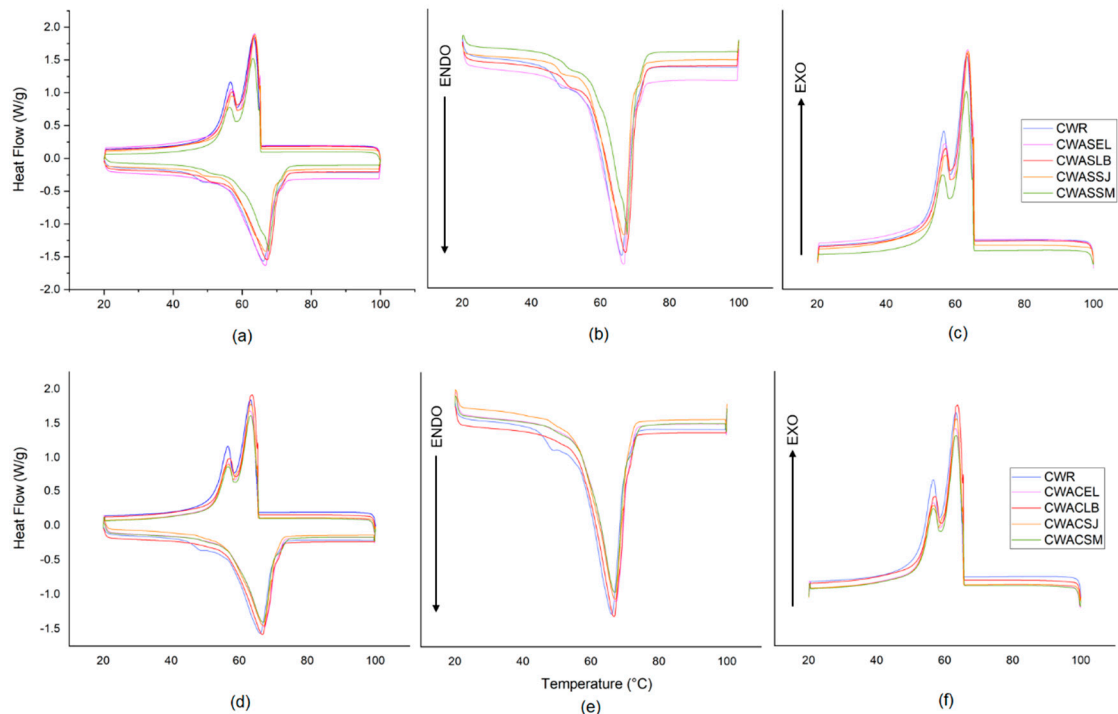 2.0
1.5
1.0
0.5
0.0
0.5
1.0
1.5
2.0
Heat Flow (W/g)
20 40 60 80 100
(a)
ENDO
20 40 60 80 100
(b)
EXO
CWR
CWASEL
CWASLB
CWASSJ
CWASSM
20 40 60 80 100
(c)
2.0
1.5
1.0
0.5
0.0
-0.5
-1.0
-1.5
Heat Flow (W/g)
20 40 60 80 100
(d)
ENDO
20 40 60 80 100
Temperature (°C)
(e)
EXO
CWR
CWACEL
CWACLB
CWACSJ
CWACSM
20 40 60 80 100
(f)